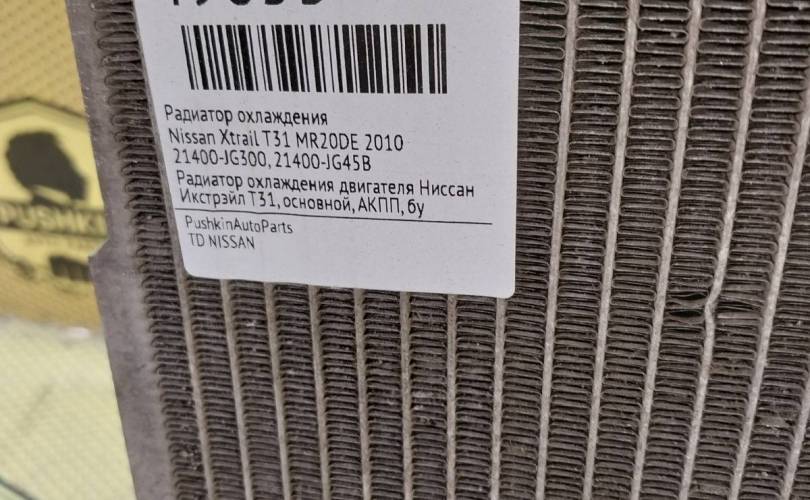 Радиатор охлаждения
Nissan Xtrail T31 MR20DE 2010
21400-JG300, 21400-JG45B
Радиатор охлаждения двигателя Ниссан
Икстрэйл Т31, основной, АКПП, бу
PushkinAutoParts
TD NISSAN
PUSHKIN